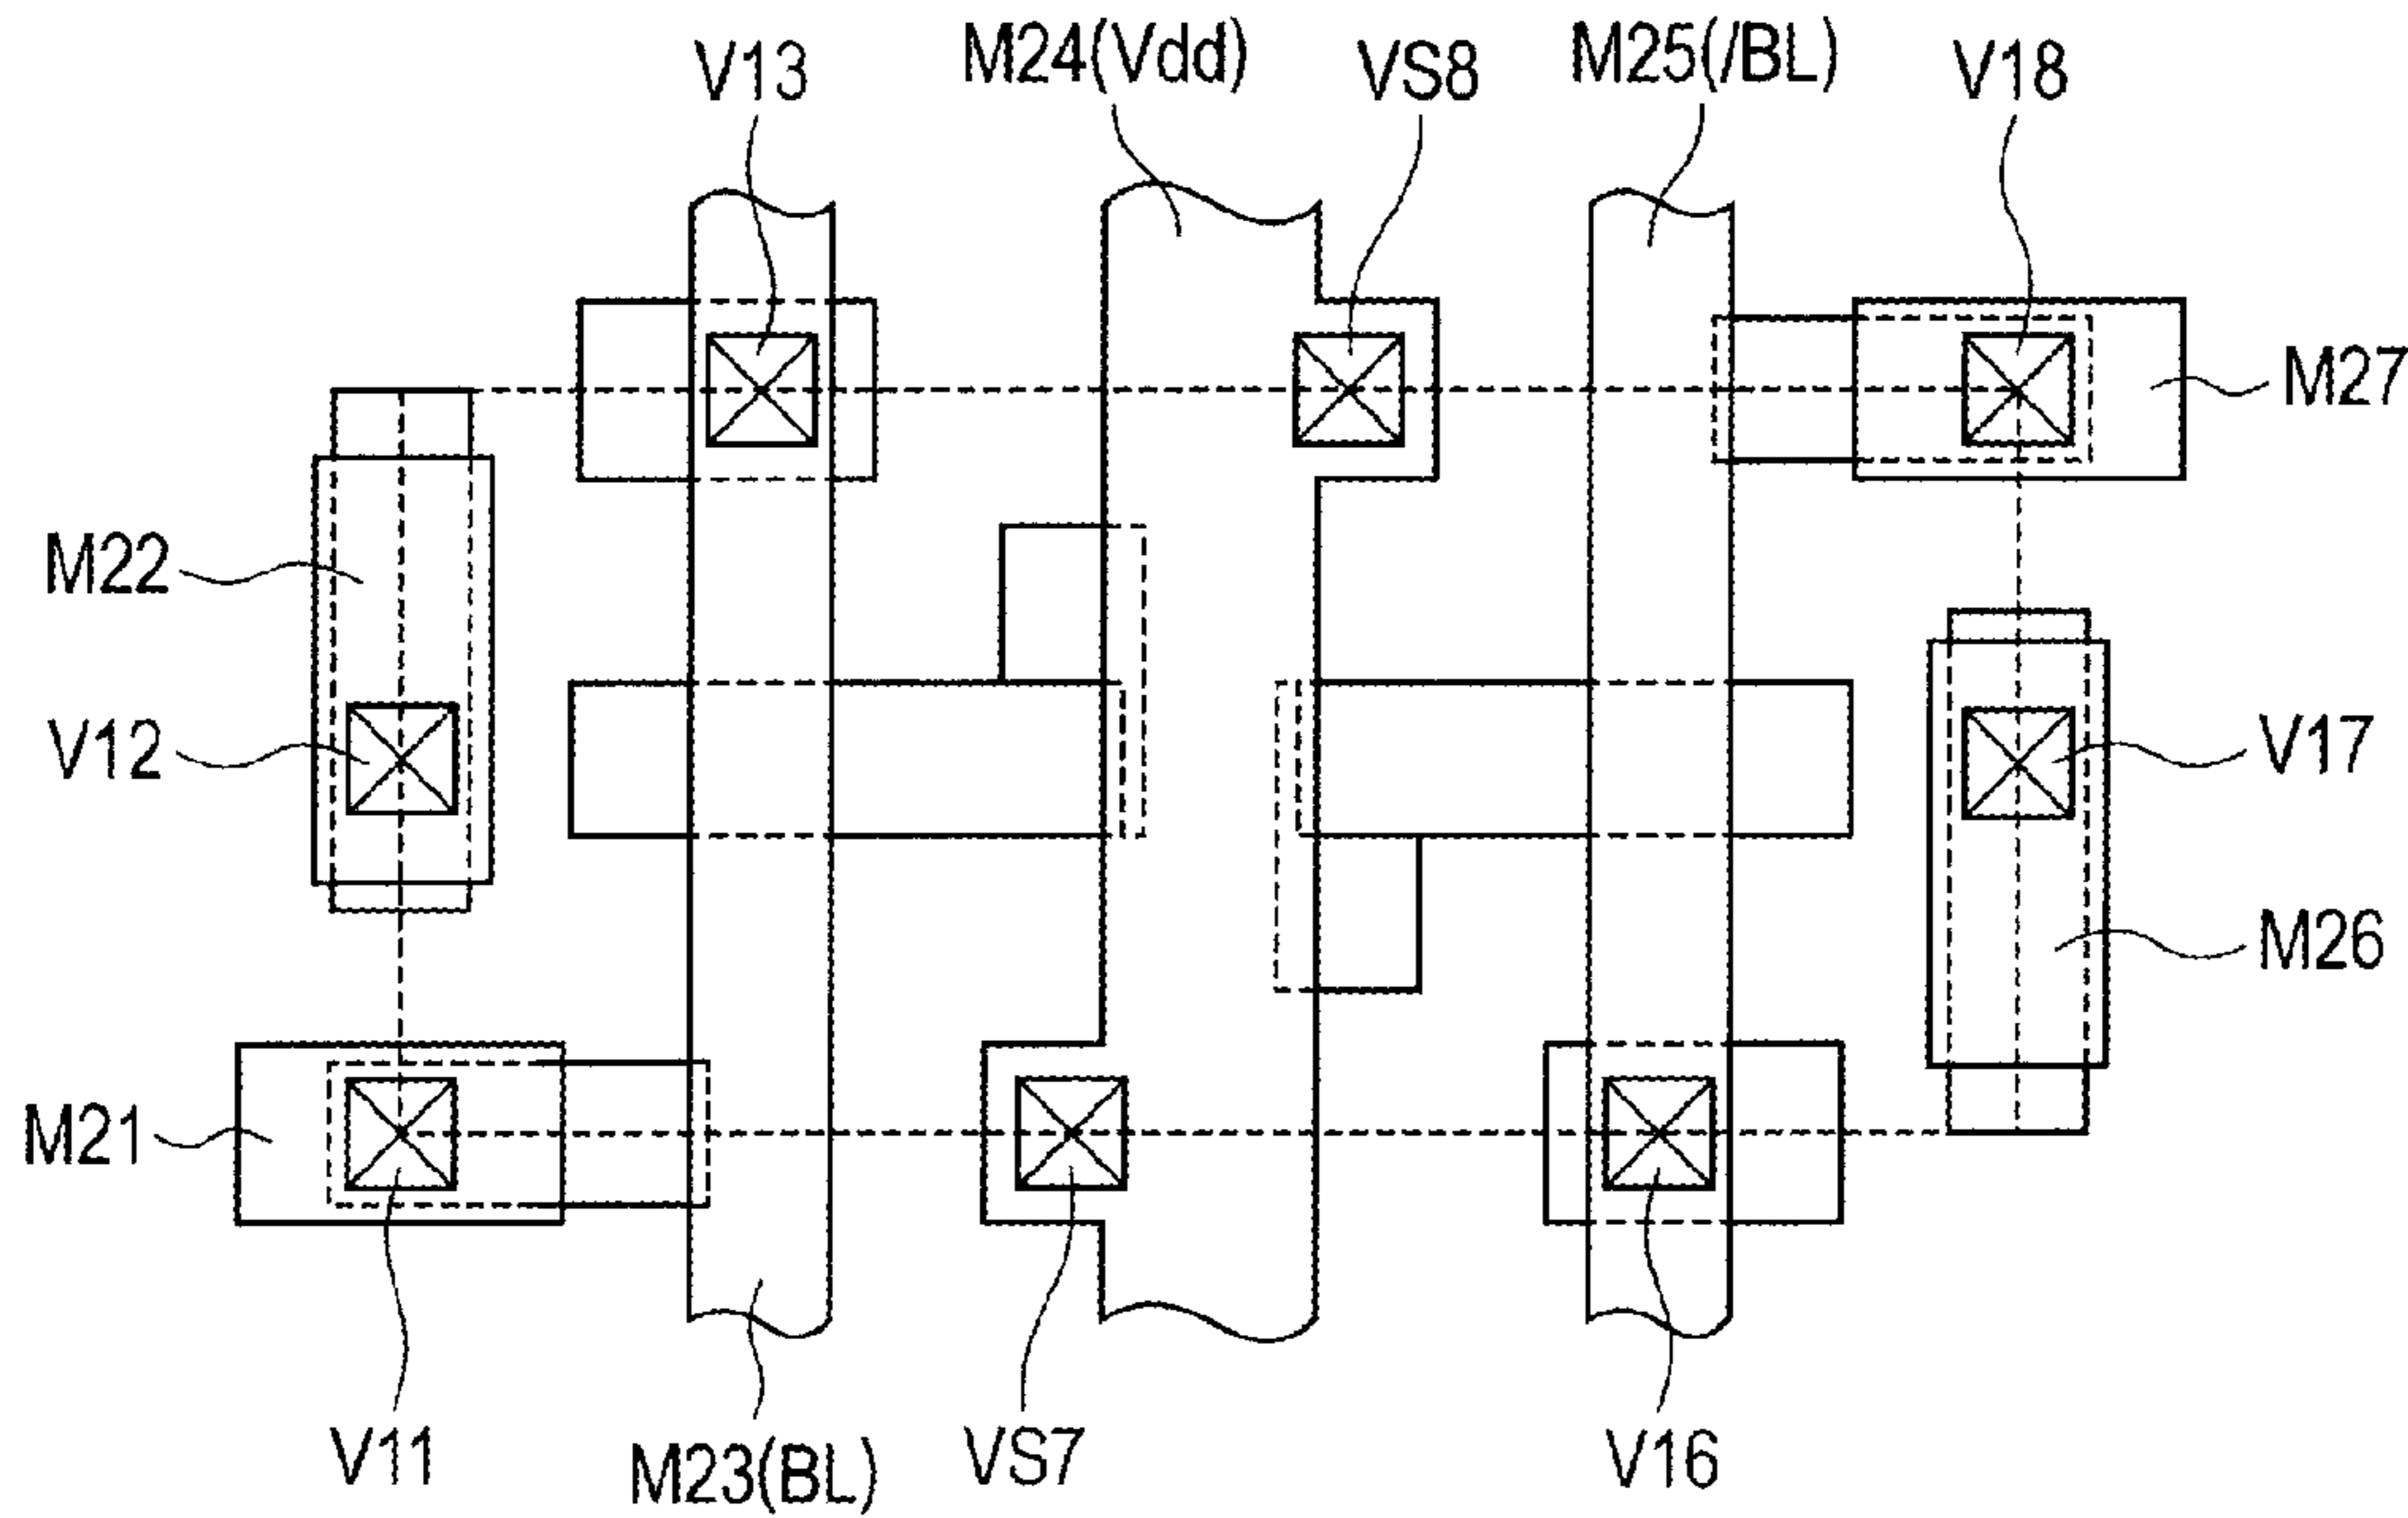 V13
M24(Vdd)
VS8
M25(/BL)
V18
M27
M22
V12
V17
M26
M21
V11
M23(BL)
VS7
V16